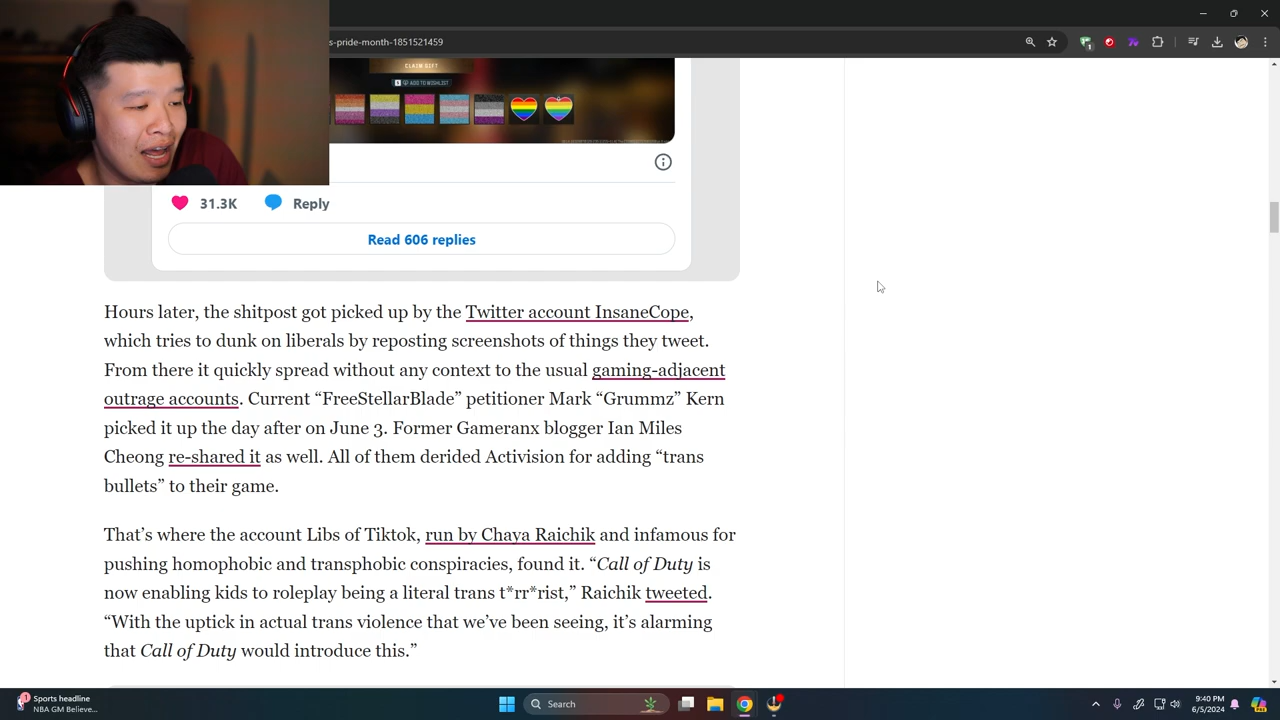 s-pride-month-1851521459
CLAIM GIFT
ADD TO WISHLIST
31.3K
Reply
Read 606 replies
Hours later, the shitpost got picked up by the Twitter account InsaneCope,
which tries to dunk on liberals by reposting screenshots of things they tweet.
From there it quickly spread without any context to the usual gaming-adjacent
outrage accounts. Current “FreeStellarBlade” petitioner Mark “Grummz” Kern
picked it up the day after on June 3. Former Gameranx blogger Ian Miles
Cheong re-shared it as well. All of them derided Activision for adding “trans
bullets” to their game.
That’s where the account Libs of Tiktok, run by Chaya Raichik and infamous for
pushing homophobic and transphobic conspiracies, found it. “Call of Duty is
now enabling kids to roleplay being a literal trans t*rr*rist,” Raichik tweeted.
“With the uptick in actual trans violence that we’ve been seeing, it’s alarming
that Call of Duty would introduce this.”
1
Sports headline
NBA GM Believe...
Search
9:40 PM
6/5/2024